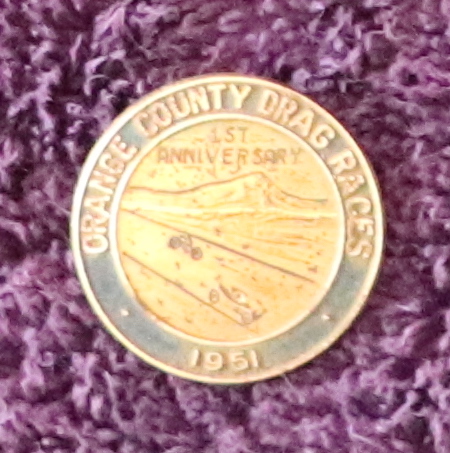 ORANGE COUNTY DRAG RACES
1ST
ANNIVERSARY
1951